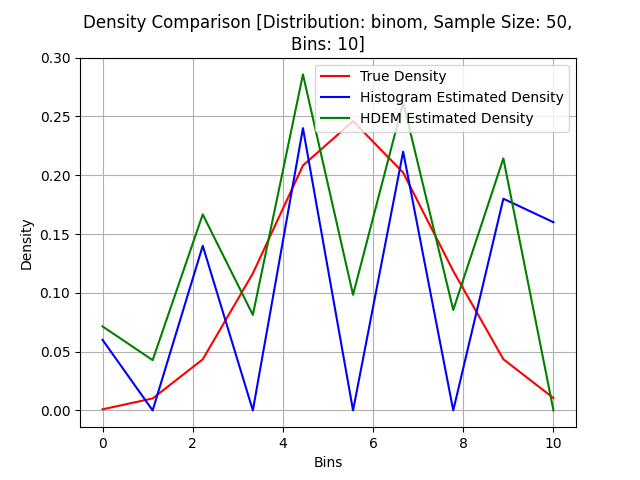 Density Comparison [Distribution: binom, Sample Size: 50,
Bins: 10]
True Density
Histogram Estimated Density
HDEM Estimated Density
Density
0.30
0.25
0.20
0.15
0.10
0.05
0.00
0 2 4 6 8 10
Bins